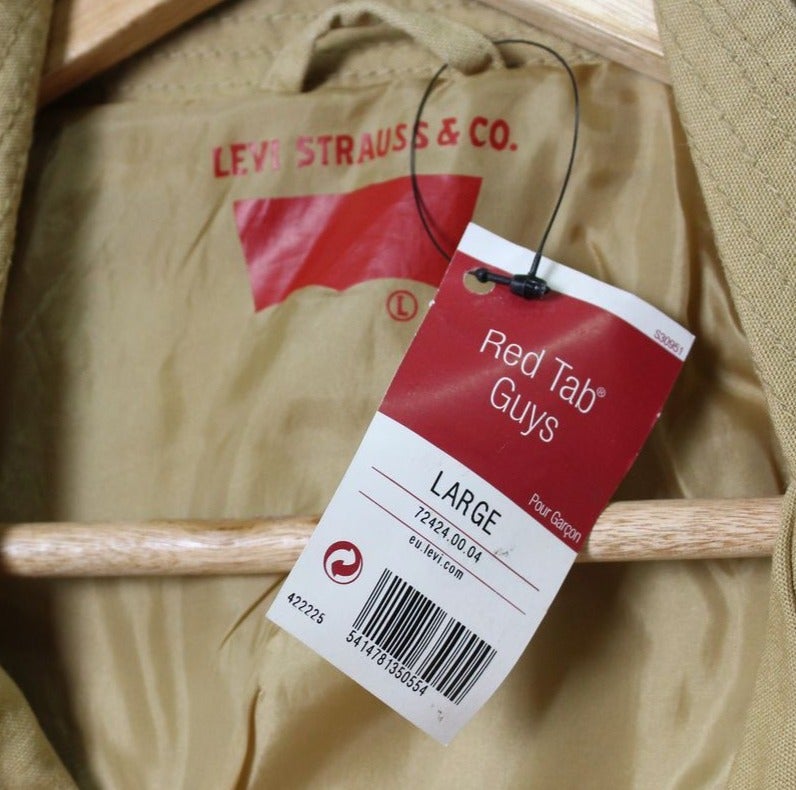 LEVI STRAUSS & CO.
L
S30951
Red Tab®
Guys
Pour Garçon
LARGE
72424.00.04
eu.levi.com
422225
5414781350554